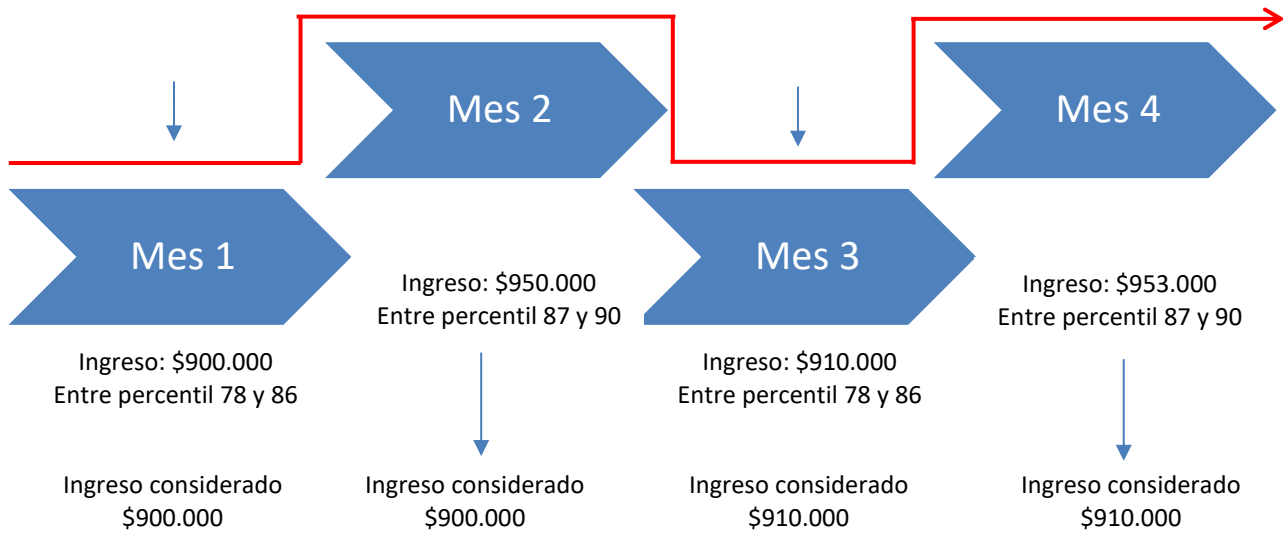 Mes 1
Ingreso: $900.000
Entre percentil 78 y 86
Ingreso considerado
$900.000
Mes 2
Ingreso: $950.000
Entre percentil 87 y 90
Ingreso considerado
$900.000
Mes 3
Ingreso: $910.000
Entre percentil 78 y 86
Ingreso considerado
$910.000
Mes 4
Ingreso: $953.000
Entre percentil 87 y 90
Ingreso considerado
$910.000